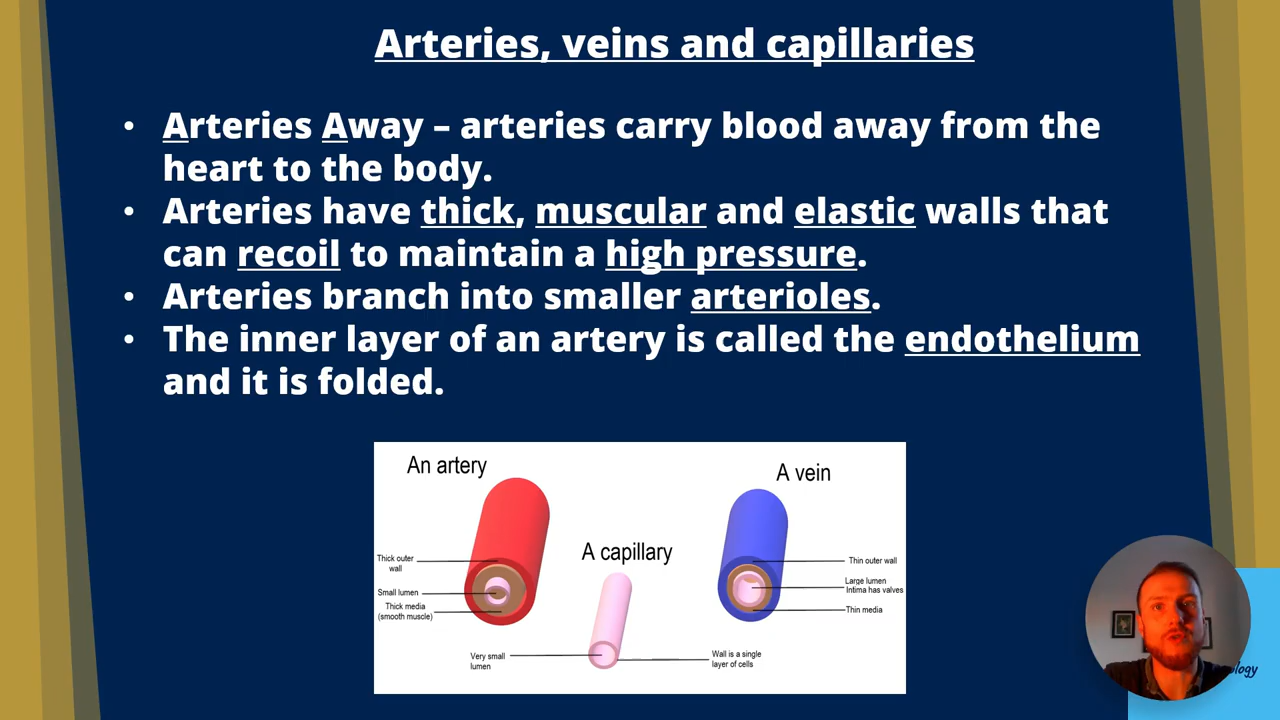 Arteries, veins and capillaries
• Arteries Away – arteries carry blood away from the
heart to the body.
• Arteries have thick, muscular and elastic walls that
can recoil to maintain a high pressure.
• Arteries branch into smaller arterioles.
• The inner layer of an artery is called the endothelium
and it is folded.
An artery
A vein
A capillary
Thick outer
wall
Small lumen
Thick media
(smooth muscle)
Very small
lumen
Wall is a single
layer of cells
Thin outer wall
Large lumen
Intima has valves
Thin media